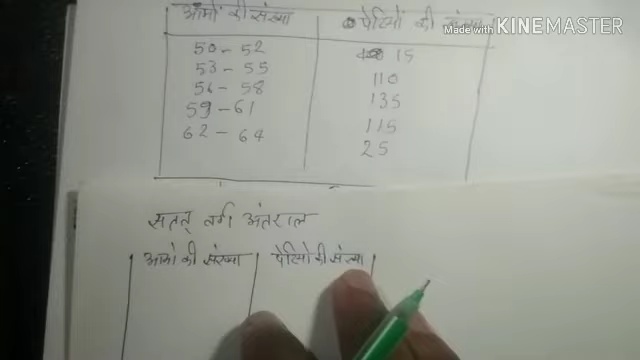 आमों की संख्या पेटियों की संख्या
Made with KINEMASTER
50 - 52 15
53 - 55 110
56 - 58 135
59 - 61 115
62 - 64 25
सतत् वर्ग अंतराल
आमो की संख्या पेटियो की संख्या